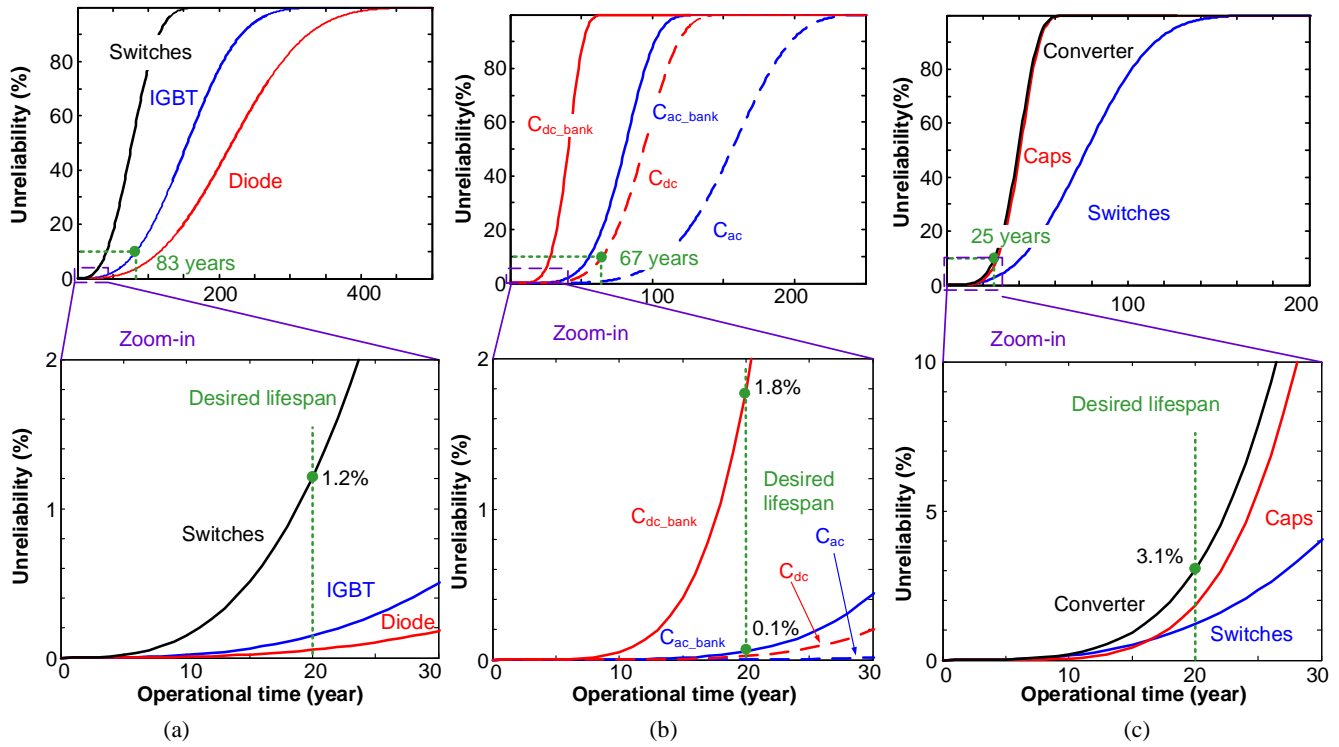 Unreliability (%)
80
60
40
20
0
Switches
IGBT
Diode
83 years
200
400
Zoom-in
Unreliability (%)
2
1
0
Desired lifespan
1.2%
Switches
IGBT
Diode
0
10
20
30
Operational time (year)
(a)
Unreliability(%)
80
60
40
20
0
Cdc_bank
Cac_bank
Cdc
Cac
67 years
100
200
Zoom-in
Unreliability (%)
2
1
0
1.8%
Desired
lifespan
Cdc_bank
Cac
Cdc
0.1%
Cac_bank
0
10
20
30
Operational time (year)
(b)
Unreliability (%)
80
60
40
20
0
Converter
Caps
Switches
25 years
100
200
Zoom-in
Unreliability (%)
10
5
0
Desired lifespan
Caps
3.1%
Converter
Switches
0
10
20
30
Operational time (year)
(c)